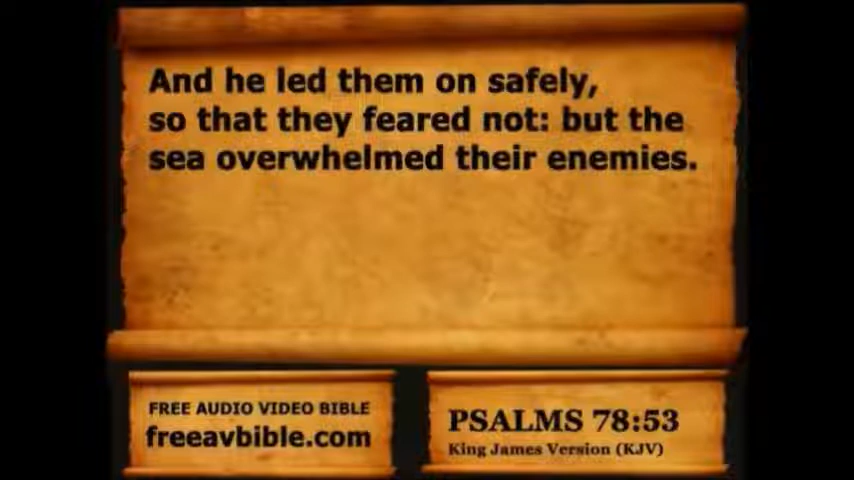 And he led them on safely,
so that they feared not: but the
sea overwhelmed their enemies.
FREE AUDIO VIDEO BIBLE
freeavbible.com
PSALMS 78:53
King James Version (KJV)